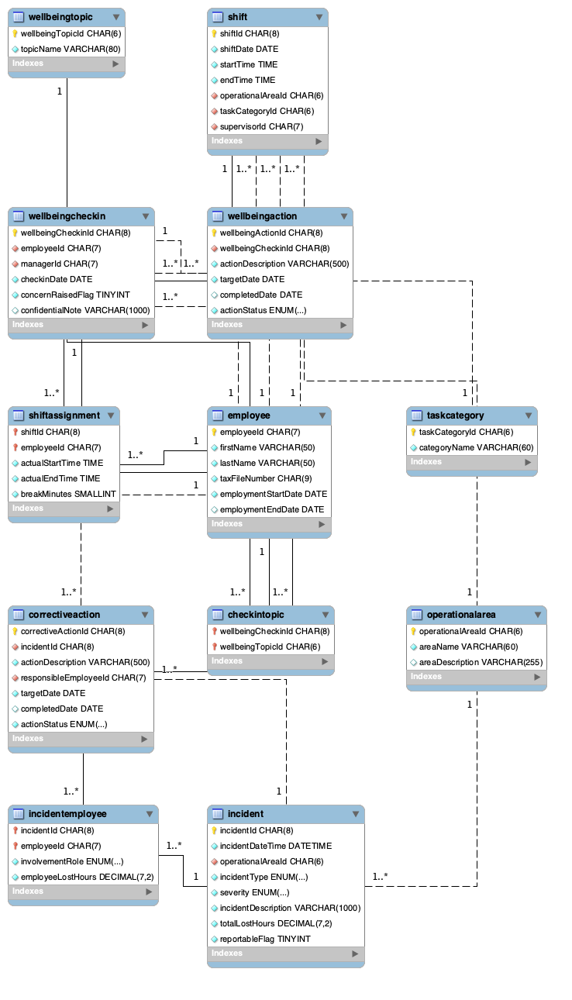 wellbeingtopic
wellbeingTopicId CHAR(6)
topicName VARCHAR(80)
Indexes
shift
shiftId CHAR(8)
shiftDate DATE
startTime TIME
endTime TIME
operationalAreaId CHAR(6)
taskCategoryId CHAR(6)
supervisorId CHAR(7)
Indexes
1
1
1..*
1..*
1..*
wellbeingcheckin
wellbeingCheckinId CHAR(8)
employeeId CHAR(7)
managerId CHAR(7)
checkinDate DATE
concernRaisedFlag TINYINT
confidentialNote VARCHAR(1000)
Indexes
1
1..*
1..*
1..*
wellbeingaction
wellbeingActionId CHAR(8)
wellbeingCheckinId CHAR(8)
actionDescription VARCHAR(500)
targetDate DATE
completedDate DATE
actionStatus ENUM(...)
Indexes
1
1..*
1
1
1
1
shiftassignment
shiftId CHAR(8)
employeeId CHAR(7)
actualStartTime TIME
actualEndTime TIME
breakMinutes SMALLINT
Indexes
1
1..*
1
employee
employeeId CHAR(7)
firstName VARCHAR(50)
lastName VARCHAR(50)
taxFileNumber CHAR(9)
employmentStartDate DATE
employmentEndDate DATE
Indexes
taskcategory
taskCategoryId CHAR(6)
categoryName VARCHAR(60)
Indexes
1
1..*
1..*
1..*
1
correctiveaction
correctiveActionId CHAR(8)
incidentId CHAR(8)
actionDescription VARCHAR(500)
responsibleEmployeeId CHAR(7)
targetDate DATE
completedDate DATE
actionStatus ENUM(...)
Indexes
1..*
checkintopic
wellbeingCheckinId CHAR(8)
wellbeingTopicId CHAR(6)
Indexes
operationalarea
operationalAreaId CHAR(6)
areaName VARCHAR(60)
areaDescription VARCHAR(255)
Indexes
1
1..*
1
incidentemployee
incidentId CHAR(8)
employeeId CHAR(7)
involvementRole ENUM(...)
employeeLostHours DECIMAL(7,2)
Indexes
1..*
1
incident
incidentId CHAR(8)
incidentDateTime DATETIME
operationalAreaId CHAR(6)
incidentType ENUM(...)
severity ENUM(...)
incidentDescription VARCHAR(1000)
totalLostHours DECIMAL(7,2)
reportableFlag TINYINT
Indexes
1..*